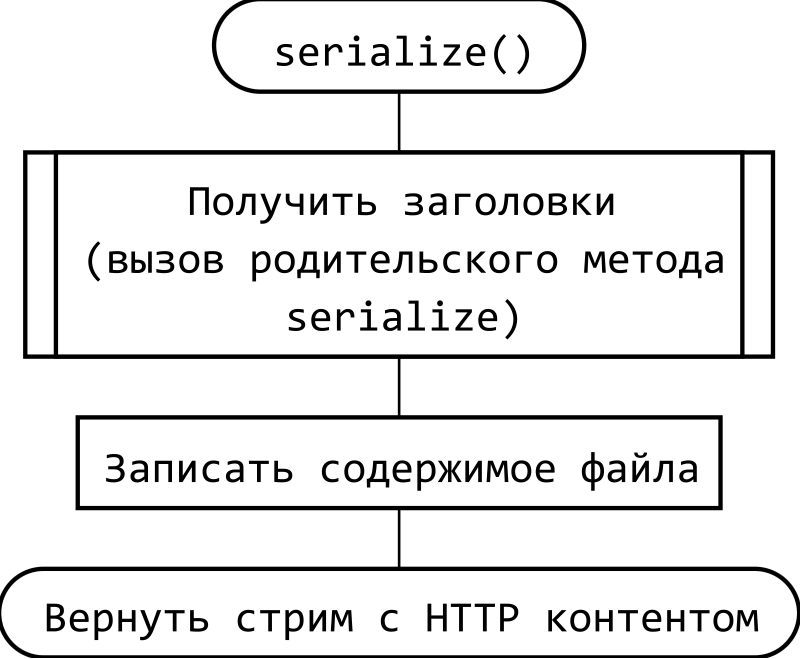 serialize()
Получить заголовки
(вызов родительского метода
serialize)
Записать содержимое файла
Вернуть стрим с HTTP контентом